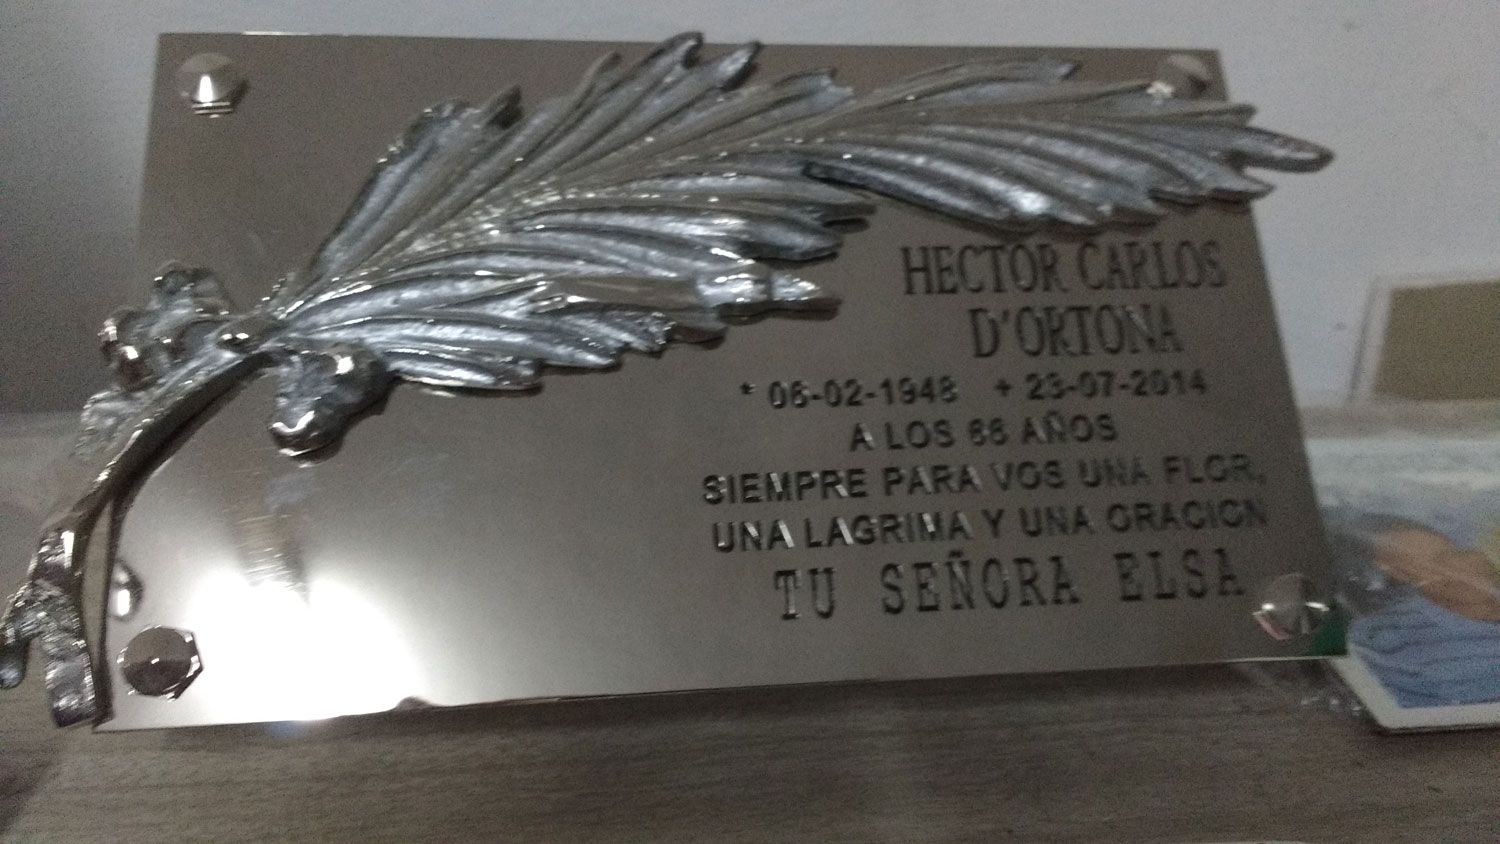 HECTOR CARLOS
D'ORTONA
* 06-02-1948 + 23-07-2014
A LOS 66 AÑOS
SIEMPRE PARA VOS UNA FLOR,
UNA LAGRIMA Y UNA ORACION
TU SEÑORA ELSA